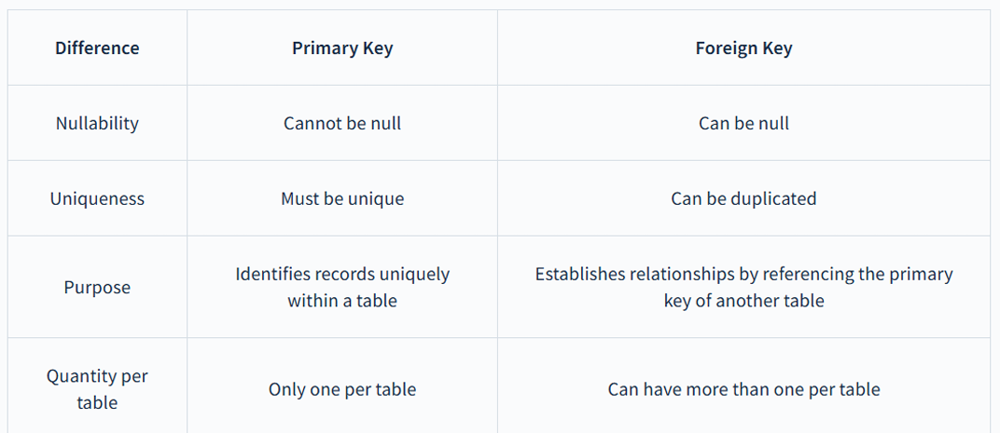 Difference
Primary Key
Foreign Key
Nullability
Cannot be null
Can be null
Uniqueness
Must be unique
Can be duplicated
Purpose
Identifies records uniquely
within a table
Establishes relationships by referencing the primary
key of another table
Quantity per
table
Only one per table
Can have more than one per table